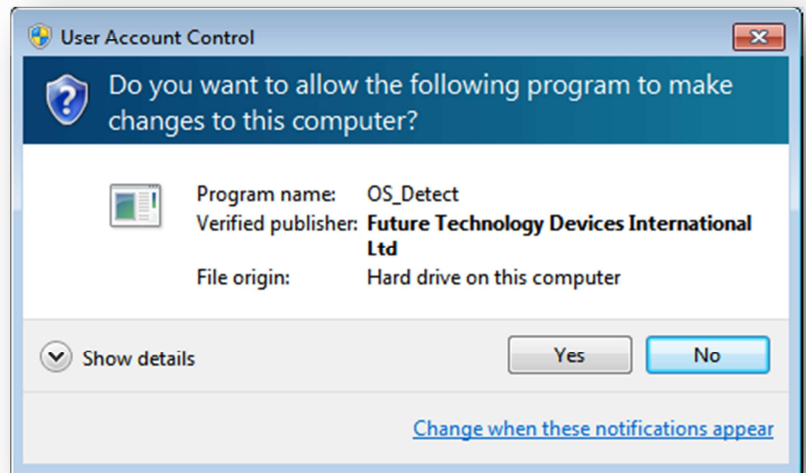 User Account Control
Do you want to allow the following program to make
changes to this computer?
Program name: OS_Detect
Verified publisher: Future Technology Devices International
Ltd
File origin: Hard drive on this computer
Show details
Yes No
Change when these notifications appear